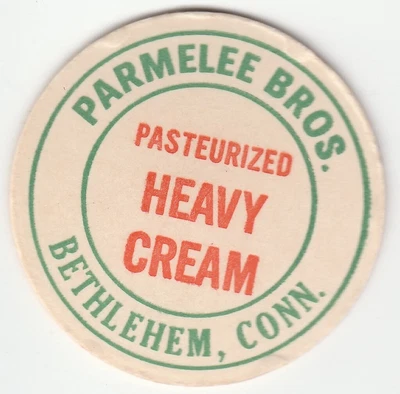 PARMELEE BROS.
PASTEURIZED
HEAVY
CREAM
BETHLEHEM, CONN.